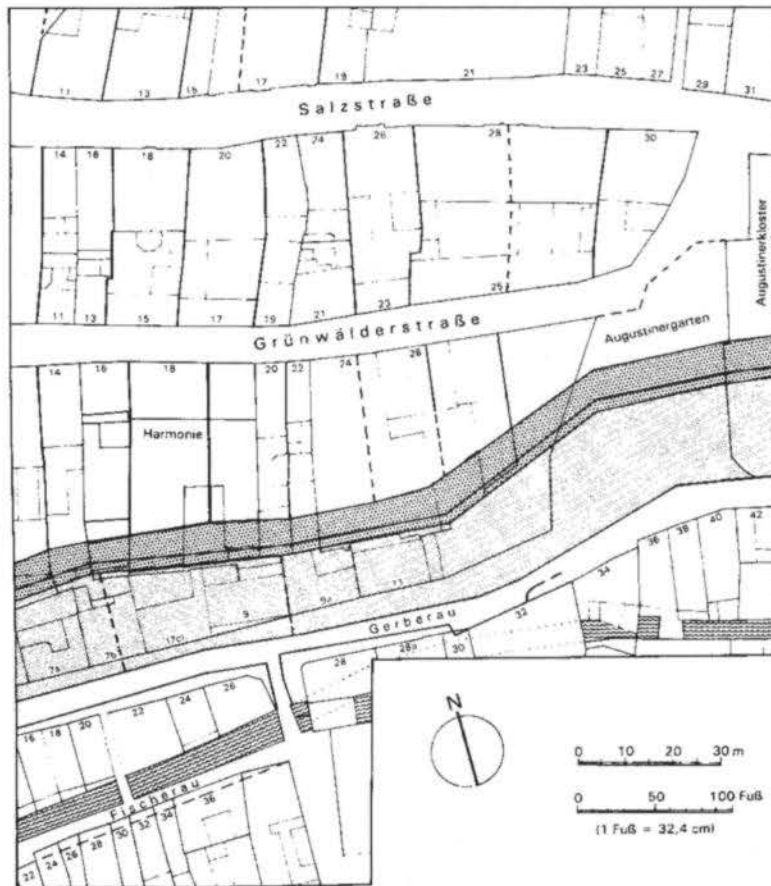 11 13 15 17 19 21 23 25 27 29 31
Salzstraße
14 16 18 20 22 24 26 28 30
Augustinerkloster
11 13 15 17 19 21 23 25
Grünwälderstraße
Augustinergarten
14 16 18 20 22 24 26
Harmonie
7a 7b 9 9a 11
Gerberau
16 18 20 22 24 26 28 28a 30 32 34 36 38 40 42
Fischerau
22 24 26 28 30 32 34 36
N
0 10 20 30 m
0 50 100 Fuß
(1 Fuß = 32,4 cm)